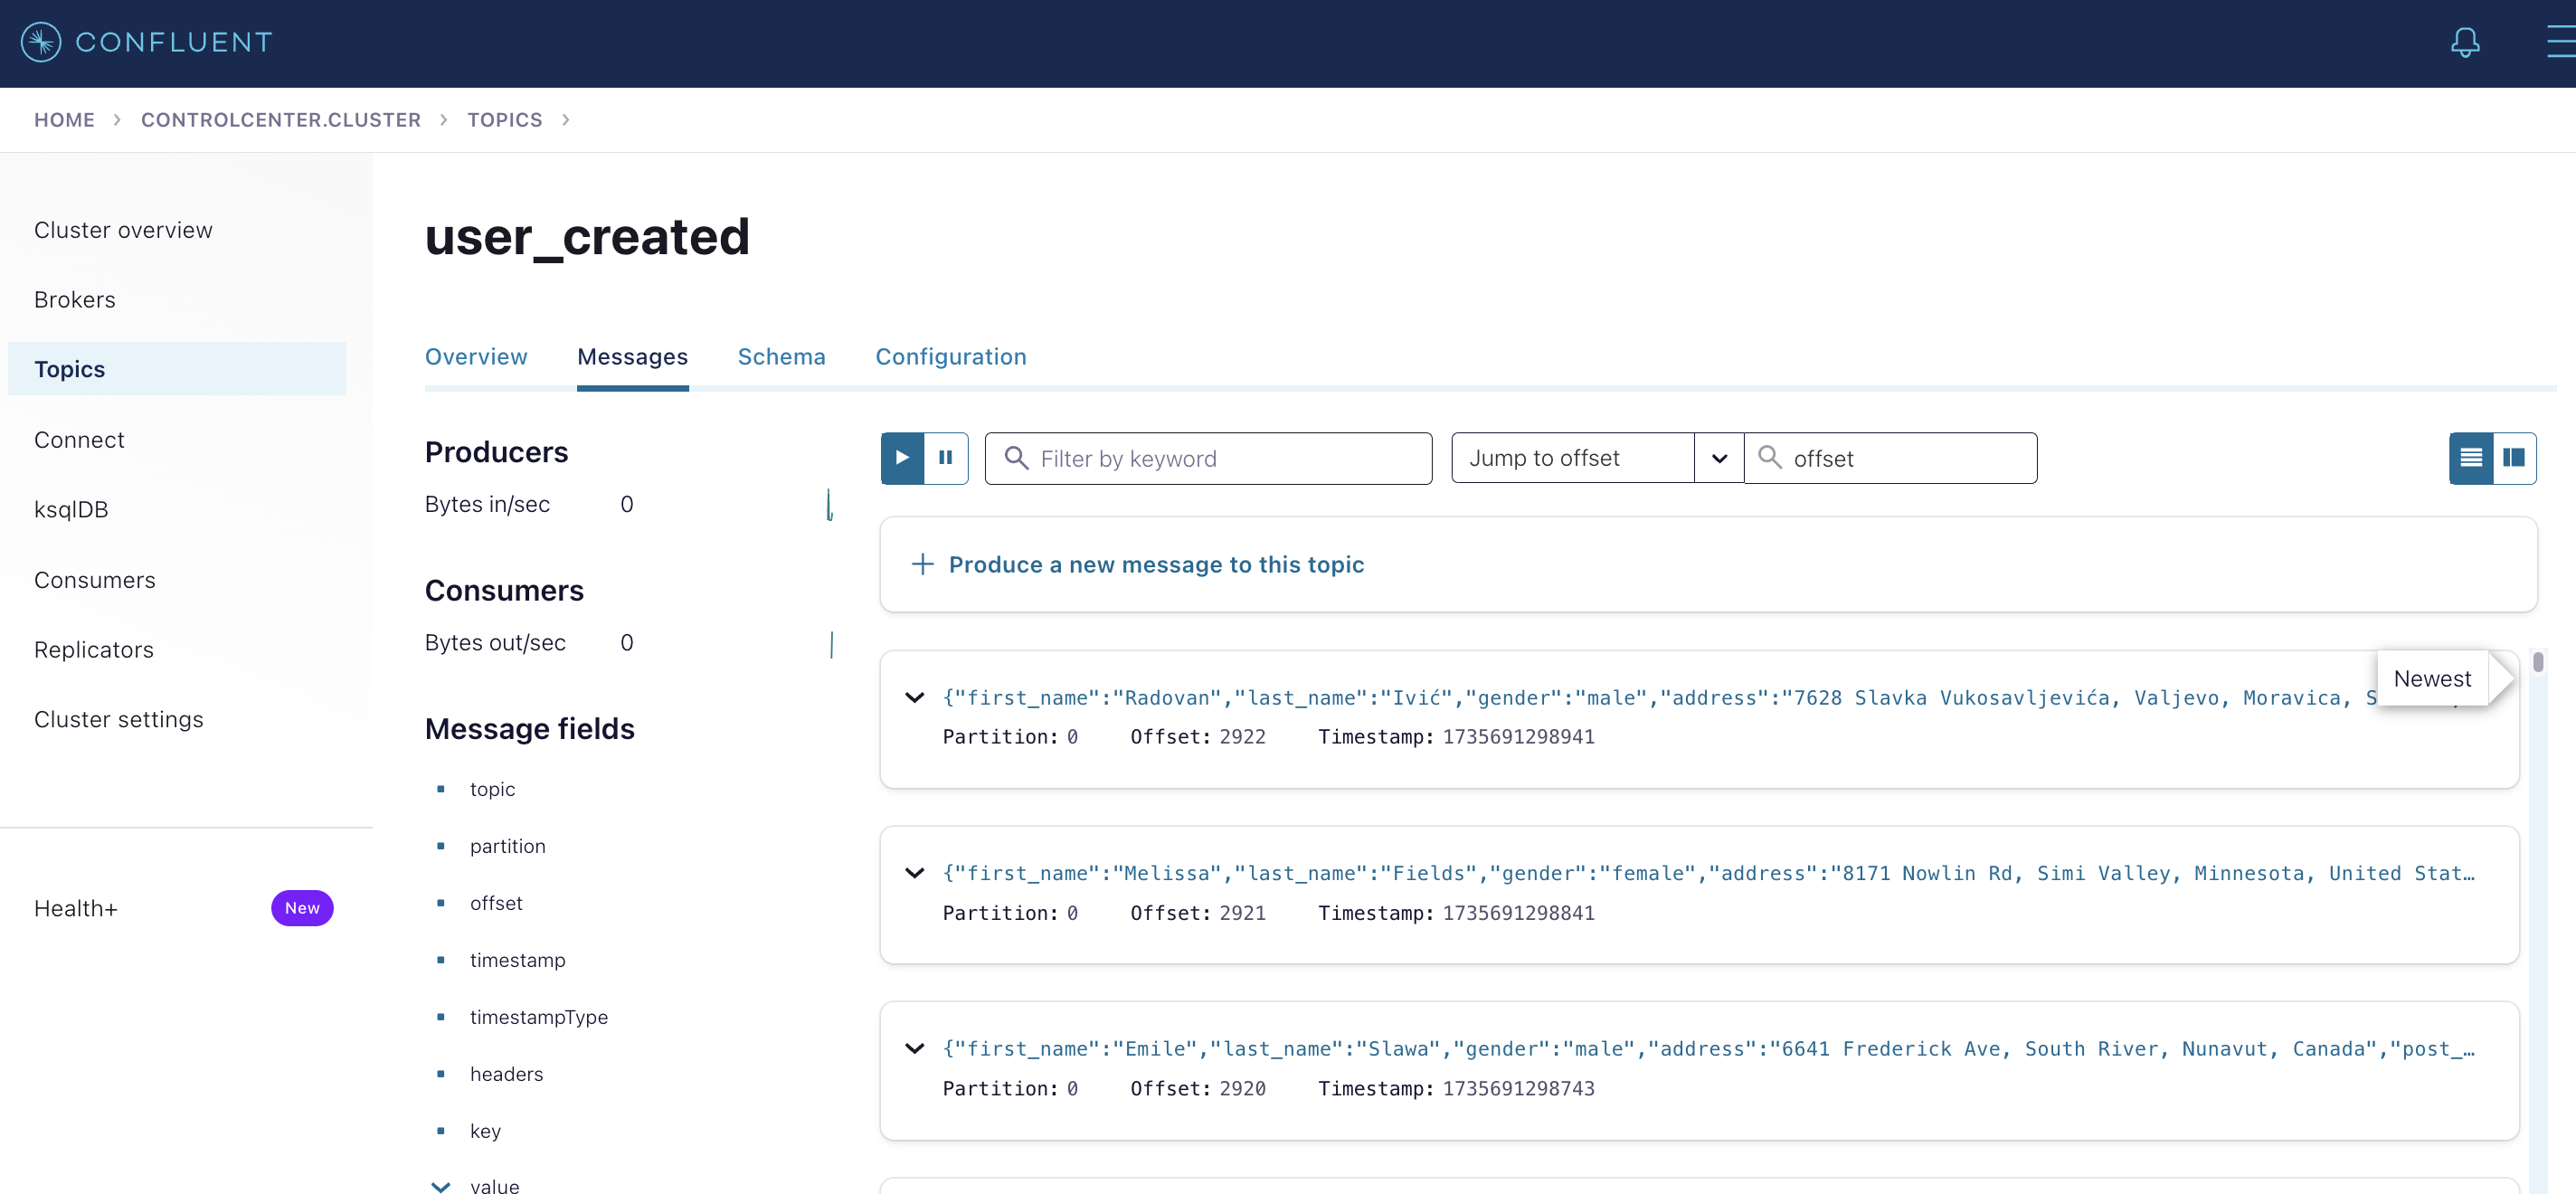 CONFLUENT
HOME > CONTROLCENTER.CLUSTER > TOPICS >
Cluster overview
Brokers
Topics
Connect
ksqlDB
Consumers
Replicators
Cluster settings
Health+ New
user_created
Overview Messages Schema Configuration
Producers
Bytes in/sec 0
Consumers
Bytes out/sec 0
Message fields
topic
partition
offset
timestamp
timestampType
headers
key
value
Filter by keyword Jump to offset offset
Produce a new message to this topic
Newest
{"first_name":"Radovan","last_name":"Ivić","gender":"male","address":"7628 Slavka Vukosavljevića, Valjevo, Moravica, S
Partition: 0 Offset: 2922 Timestamp: 1735691298941
{"first_name":"Melissa","last_name":"Fields","gender":"female","address":"8171 Nowlin Rd, Simi Valley, Minnesota, United Stat…
Partition: 0 Offset: 2921 Timestamp: 1735691298841
{"first_name":"Emile","last_name":"Slawa","gender":"male","address":"6641 Frederick Ave, South River, Nunavut, Canada","post_…
Partition: 0 Offset: 2920 Timestamp: 1735691298743